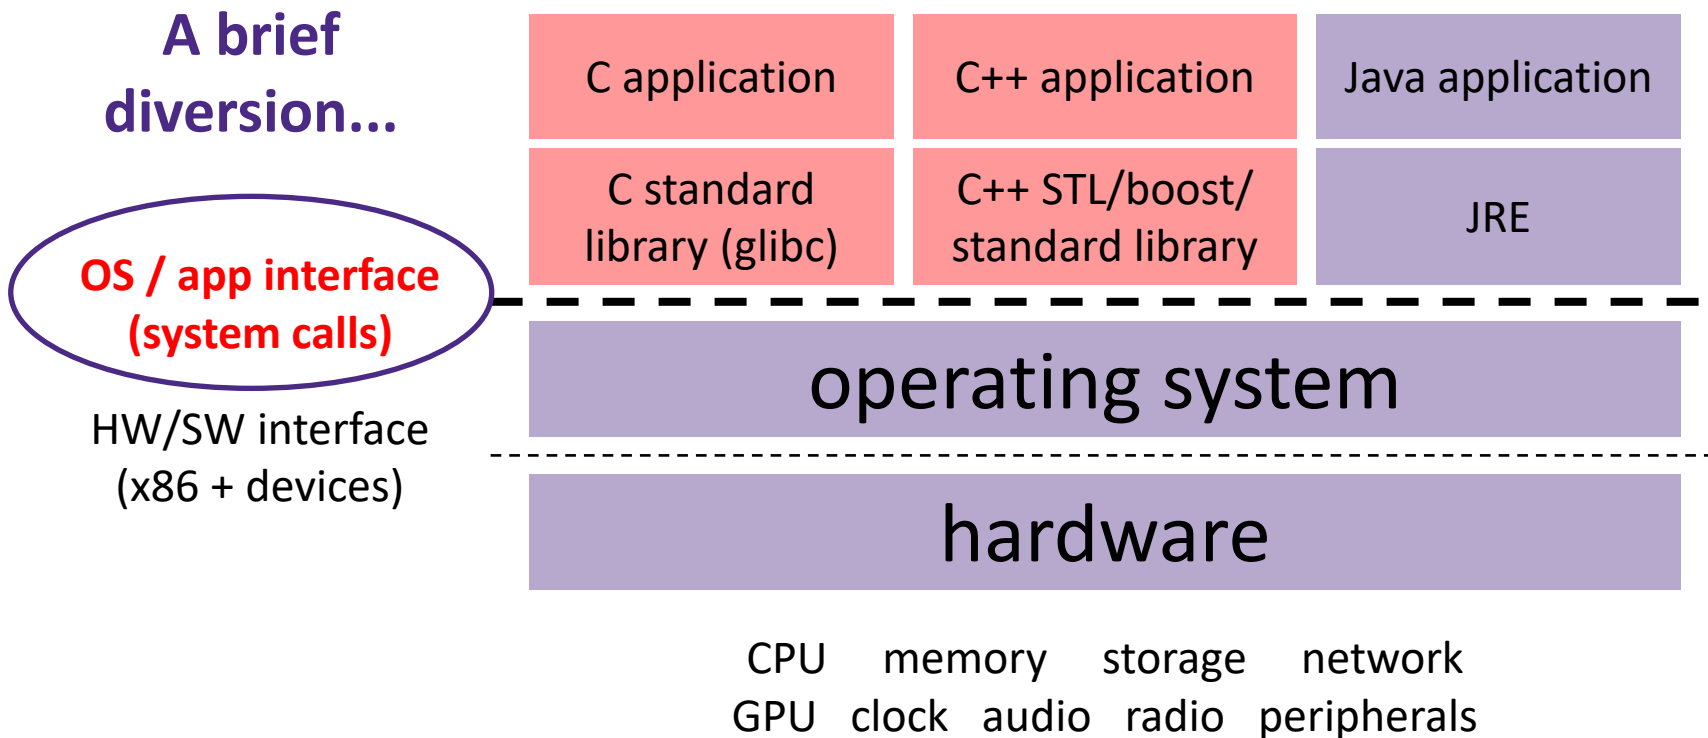 A brief
diversion...
C application
C++ application
Java application
C standard
library (glibc)
C++ STL/boost/
standard library
JRE
OS / app interface
(system calls)
operating system
HW/SW interface
(x86 + devices)
hardware
CPU memory storage network
GPU clock audio radio peripherals